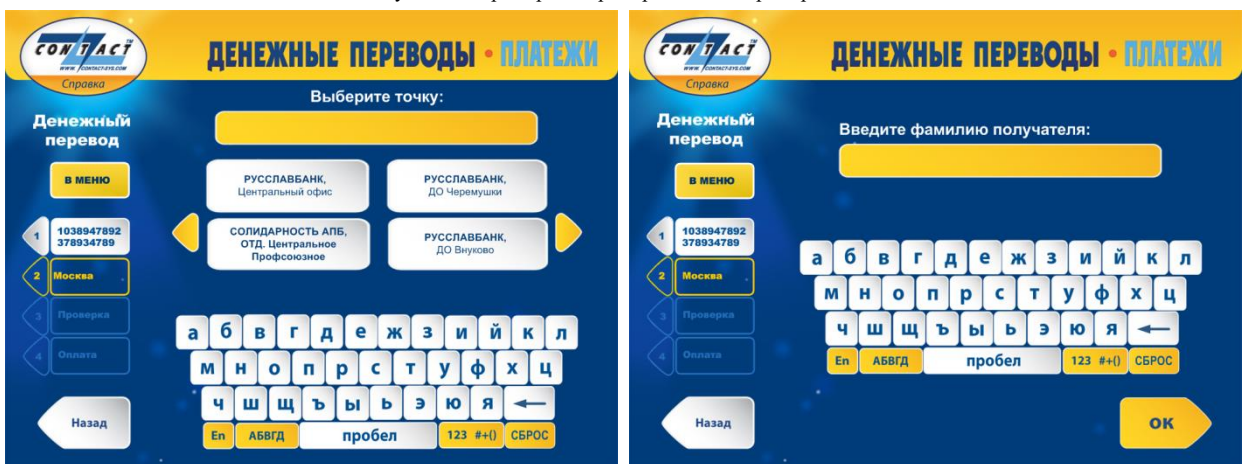 CONTACT™
WWW.CONTACT-SYS.COM
Справка
ДЕНЕЖНЫЕ ПЕРЕВОДЫ • ПЛАТЕЖИ
Выберите точку:
Денежный
перевод
В МЕНЮ
РУССЛАВБАНК,
Центральный офис
РУССЛАВБАНК,
ДО Черемушки
1
1038947892
378934789
СОЛИДАРНОСТЬ АПБ,
ОТД. Центральное
Профсоюзное
РУССЛАВБАНК,
ДО Внуково
2 Москва
3 Проверка
4 Оплата
а б в г д е ж з и й к л
м н о п р с т у ф х ц
ч ш щ ъ ы ь э ю я ←
En АБВГД пробел 123 #+() СБРОС
Назад
CONTACT™
WWW.CONTACT-SYS.COM
Справка
ДЕНЕЖНЫЕ ПЕРЕВОДЫ • ПЛАТЕЖИ
Денежный
перевод
Введите фамилию получателя:
В МЕНЮ
1
1038947892
378934789
2 Москва
3 Проверка
4 Оплата
а б в г д е ж з и й к л
м н о п р с т у ф х ц
ч ш щ ъ ы ь э ю я ←
En АБВГД пробел 123 #+() СБРОС
Назад
ОК